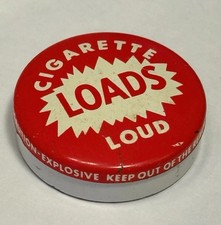 CIGARETTE
LOADS
LOUD
EXPLOSIVE KEEP OUT OF THE